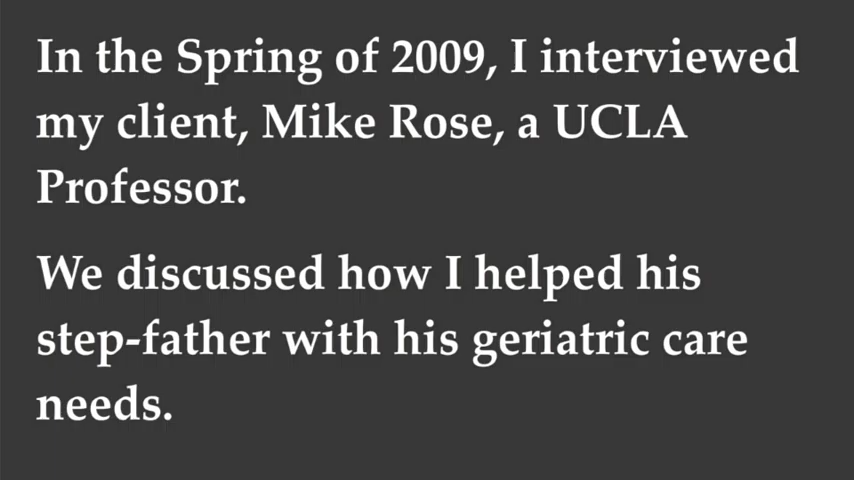 In the Spring of 2009, I interviewed
my client, Mike Rose, a UCLA
Professor.
We discussed how I helped his
step-father with his geriatric care
needs.